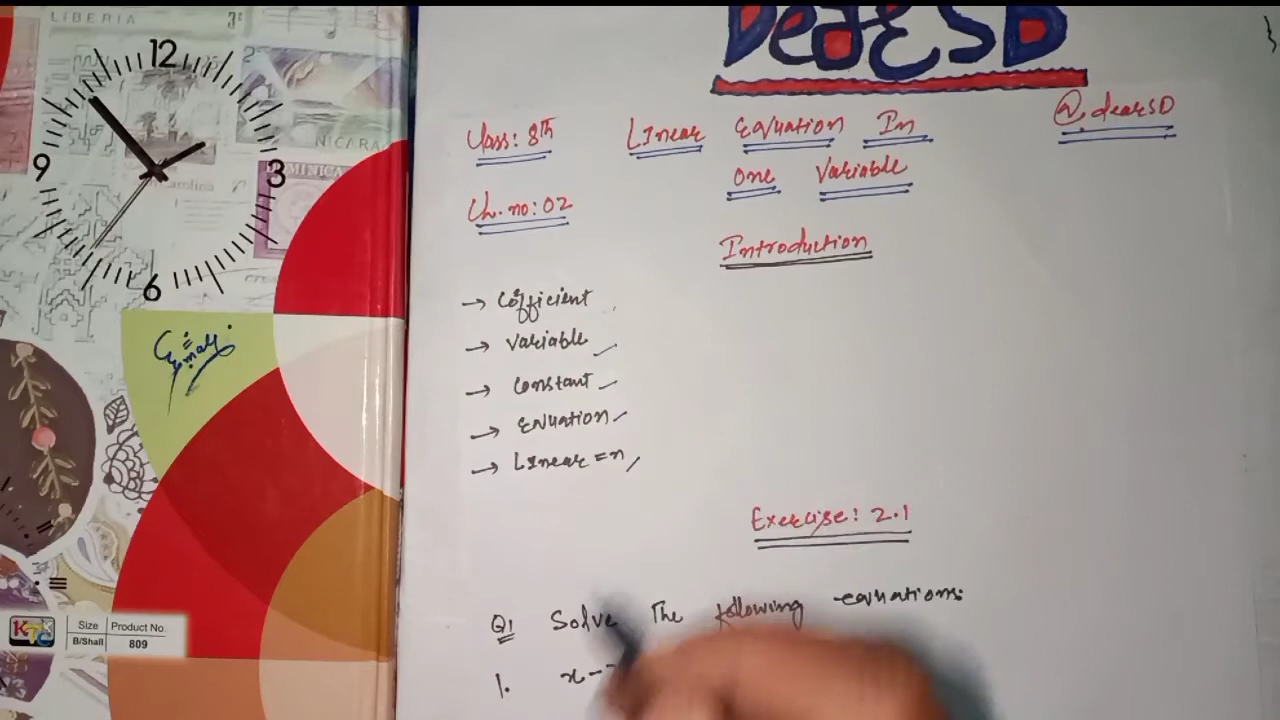 LIBERIA
12
NICARA
9
3
6
KTC
Size
B/Shall
Product No.
809
DearSD
@dearSD
Class: 8th
Linear Equation In
One Variable
Ch. no: 02
Introduction
→ Cofficient
→ Variable
→ Constant
→ Equation
→ Linear = n
Exercise: 2.1
Q1 Solve The following equations:
1. x -